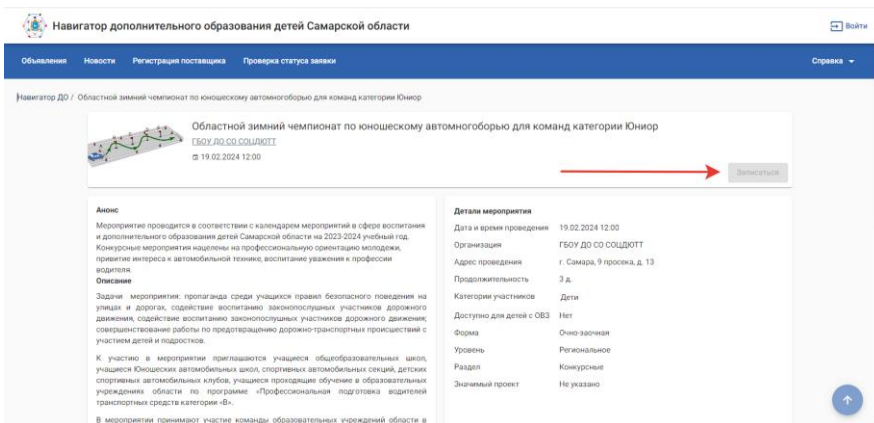 Навигатор дополнительного образования детей Самарской области
Войти
Объявления Новости Регистрация поставщика Проверка статуса заявки Справка
Навигатор ДО / Областной зимний чемпионат по юношескому автомногоборью для команд категории Юниор
Областной зимний чемпионат по юношескому автомногоборью для команд категории Юниор
ГБОУ ДО СО СОЦДЮТТ
19.02.2024 12:00
Записаться
Анонс
Мероприятие проводится в соответствии с календарем мероприятий в сфере воспитания
и дополнительного образования детей Самарской области на 2023-2024 учебный год.
Конкурсные мероприятия нацелены на профессиональную ориентацию молодежи,
привитие интереса к автомобильной технике, воспитание уважения к профессии
водителя.
Описание
Задачи мероприятия: пропаганда среди учащихся правил безопасного поведения на
улицах и дорогах, содействие воспитанию законопослушных участников дорожного
движения, содействие воспитанию законопослушных участников дорожного движения;
совершенствование работы по предотвращению дорожно-транспортных происшествий с
участием детей и подростков.
К участию в мероприятии приглашаются учащиеся общеобразовательных школ,
учащиеся Юношеских автомобильных школ, спортивных автомобильных секций, детских
спортивных автомобильных клубов, учащиеся проходящие обучение в образовательных
учреждениях области по программе «Профессиональная подготовка водителей
транспортных средств категории «В».
В мероприятии принимают участие команды образовательных учреждений области в
Детали мероприятия
Дата и время проведения 19.02.2024 12:00
Организация ГБОУ ДО СО СОЦДЮТТ
Адрес проведения г. Самара, 9 просека, д. 13
Продолжительность 3 д.
Категории участников Дети
Доступно для детей с ОВЗ Нет
Форма Очно-заочная
Уровень Региональное
Раздел Конкурсные
Значимый проект Не указано